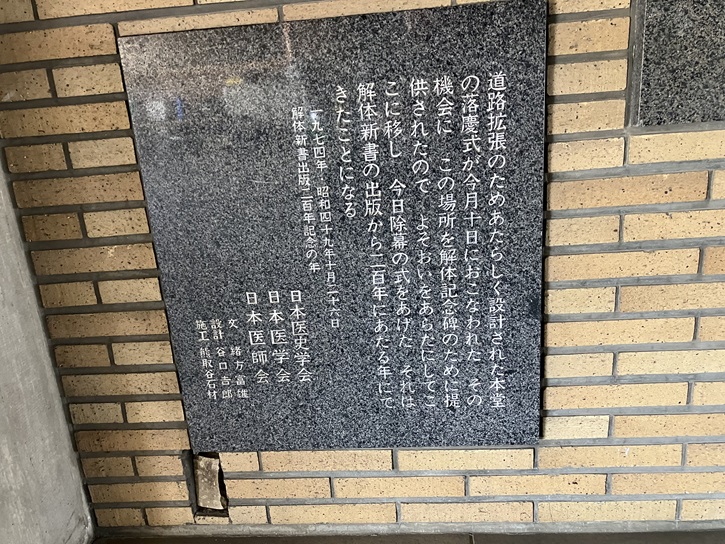 道路拡張のためあたらしく設計された本堂
の落慶式が今月十日におこなわれた その
機会に この場所を解体記念碑のために提
供されたので よそおいをあらたにしてこ
こに移し 今日除幕の式をあげた それは
解体新書の出版から二百年にあたる年にで
きたことになる
一九七四年・昭和四十九年十月二十六日
解体新書出版二百年記念の年
日本医史学会
日本医学会
日本医師会
文 緒方富雄
設計 谷口吉郎
施工 熊取谷石材